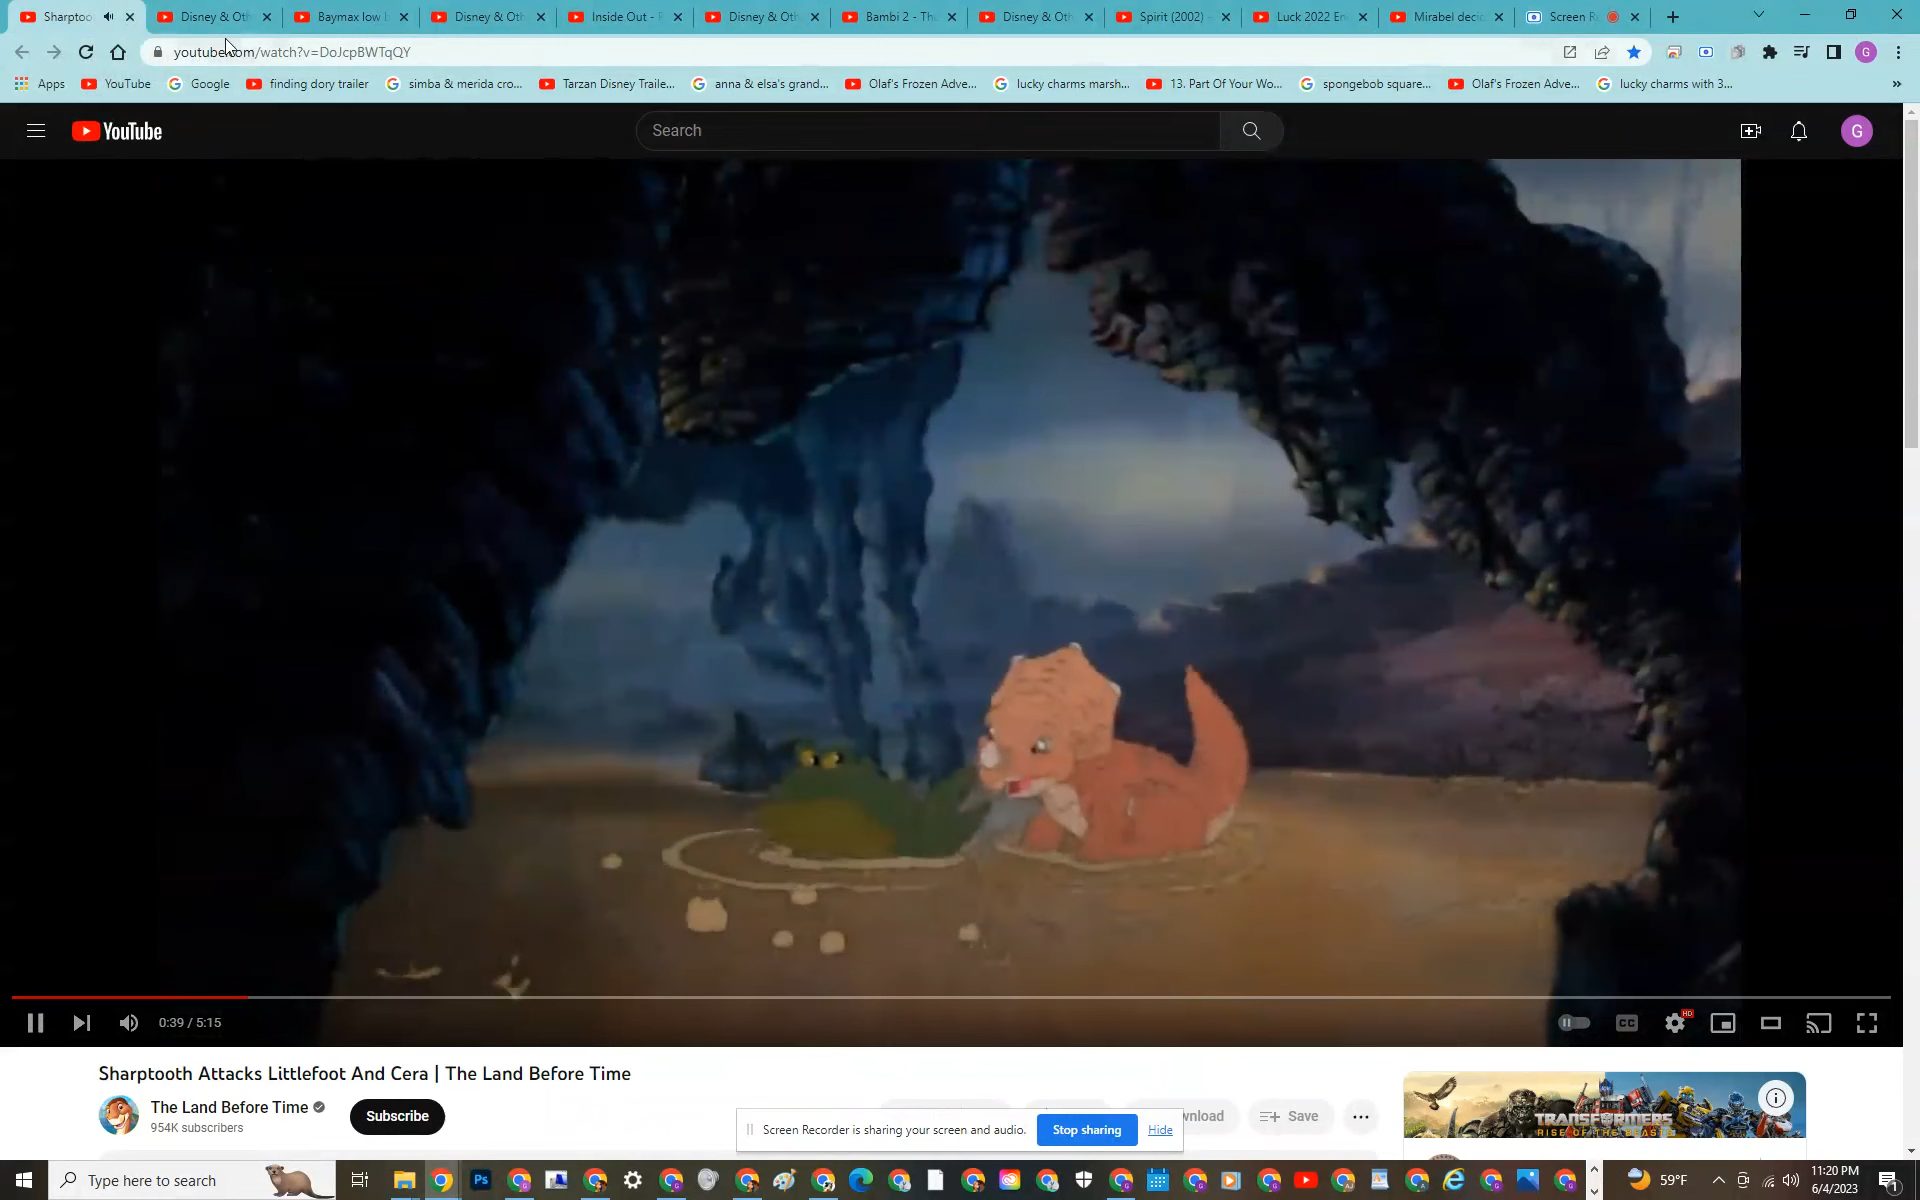 Sharptoo
Disney & Oth
Baymax low b
Disney & Oth
Inside Out - R
Disney & Oth
Bambi 2 - Th
Disney & Oth
Spirit (2002) -
Luck 2022 En
Mirabel decid
Screen R
youtube.com/watch?v=DoJcpBWTqQY
G
Apps
YouTube
Google
finding dory trailer
simba & merida cro...
Tarzan Disney Traile...
anna & elsa's grand...
Olaf's Frozen Adve...
lucky charms marsh...
13. Part Of Your Wo...
spongebob square...
Olaf's Frozen Adve...
lucky charms with 3...
»
YouTube
Search
G
0:39 / 5:15
CC
HD
Sharptooth Attacks Littlefoot And Cera | The Land Before Time
The Land Before Time
954K subscribers
Subscribe
wnload
Save
TRANSFORMERS
RISE OF THE BEASTS
Screen Recorder is sharing your screen and audio.
Stop sharing
Hide
Type here to search
Ps
59°F
11:20 PM
6/4/2023
1